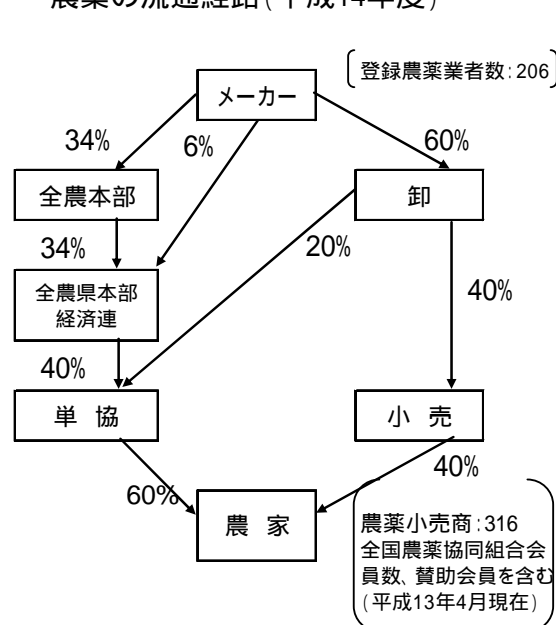 農薬の流通経路(平成14年度)
登録農薬業者数:206
メーカー
34%
6%
60%
全農本部
卸
34%
20%
全農県本部
経済連
40%
40%
単 協
小 売
60%
40%
農 家
農薬小売商:316
全国農薬協同組合会
員数、賛助会員を含む
(平成13年4月現在)